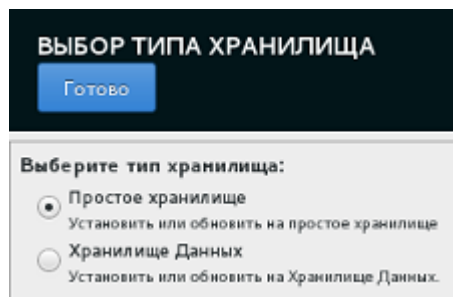 ВЫБОР ТИПА ХРАНИЛИЩА
Готово
Выберите тип хранилища:
Простое хранилище
Установить или обновить на простое хранилище
Хранилище Данных
Установить или обновить на Хранилище Данных.